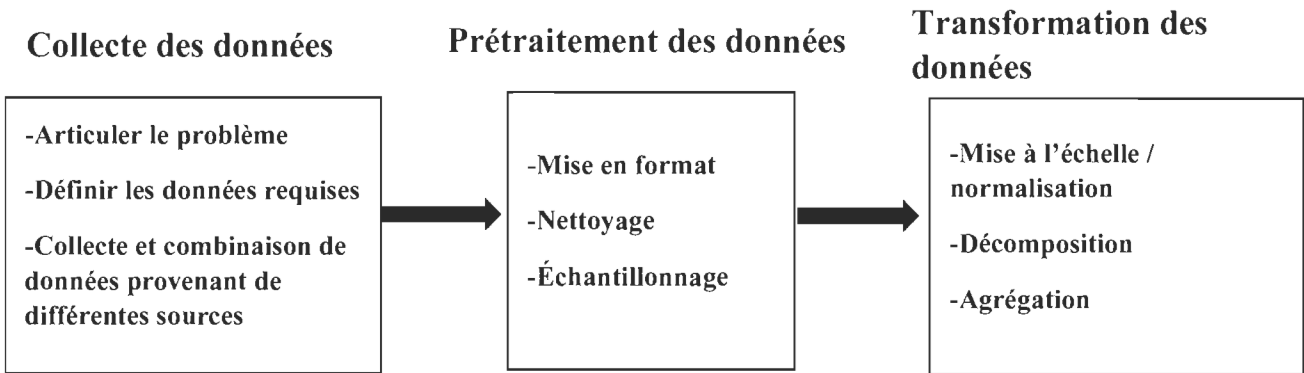 Collecte des données
-Articuler le problème
-Définir les données requises
-Collecte et combinaison de
données provenant de
différentes sources
Prétraitement des données
-Mise en format
-Nettoyage
-Échantillonnage
Transformation des
données
-Mise à l'échelle /
normalisation
-Décomposition
-Agrégation